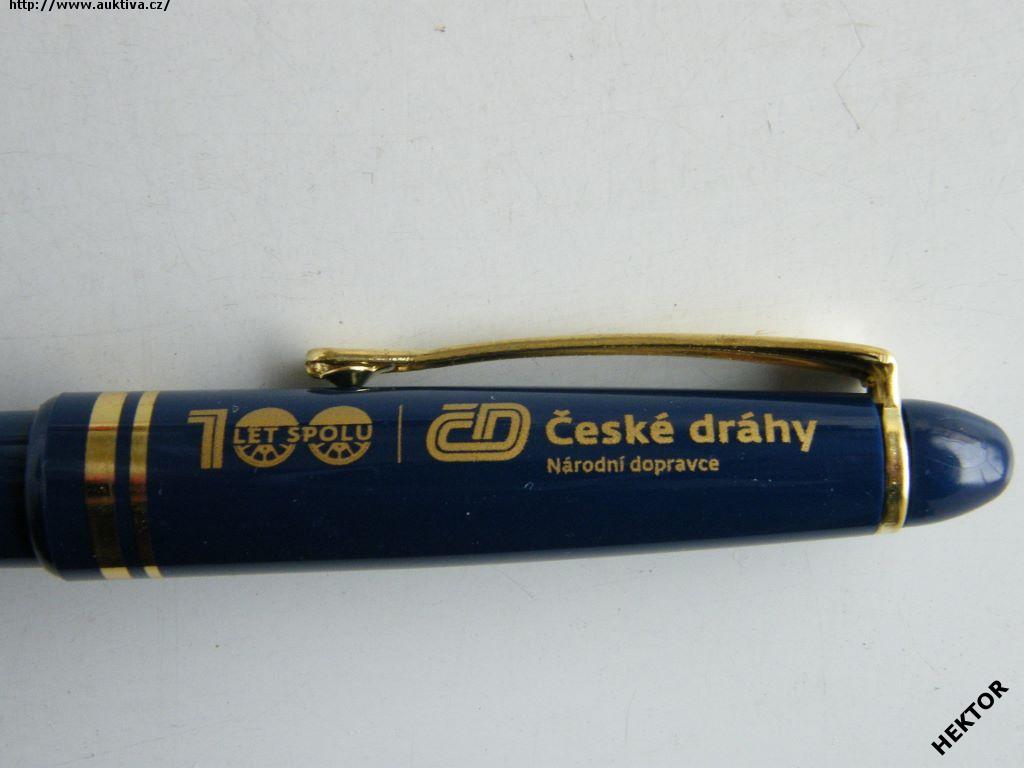 http://www.auktiva.cz/
100 LET SPOLU
ČD České dráhy
Národní dopravce
HEKTOR